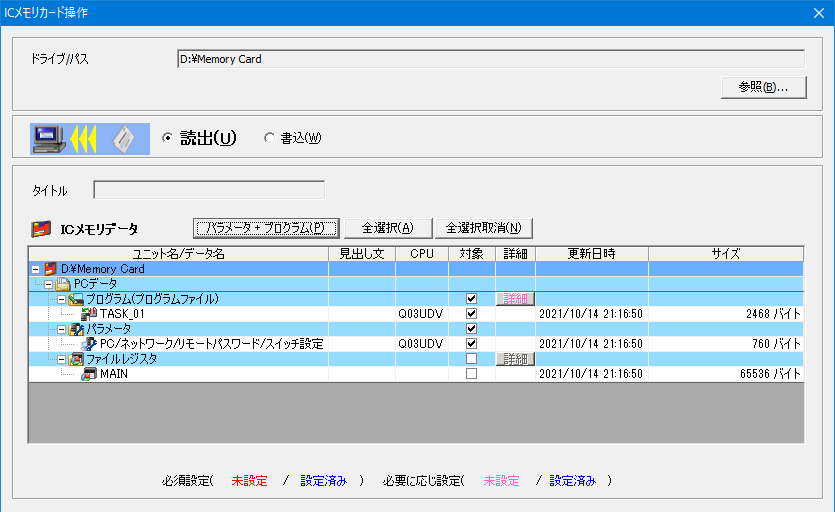 ICメモリカード操作
ドライブ/パス
D:¥Memory Card
参照(B)...
読出(U) 書込(W)
タイトル
ICメモリデータ パラメータ + プログラム(P) 全選択(A) 全選択取消(N)
ユニット名/データ名 見出し文 CPU 対象 詳細 更新日時 サイズ
D:¥Memory Card
PCデータ
プログラム(プログラムファイル) 詳細
TASK_01 Q03UDV 2021/10/14 21:16:50 2468 バイト
パラメータ
PC/ネットワーク/リモートパスワード/スイッチ設定 Q03UDV 2021/10/14 21:16:50 760 バイト
ファイルレジスタ 詳細
MAIN 2021/10/14 21:16:50 65536 バイト
必須設定( 未設定 / 設定済み ) 必要に応じ設定( 未設定 / 設定済み )